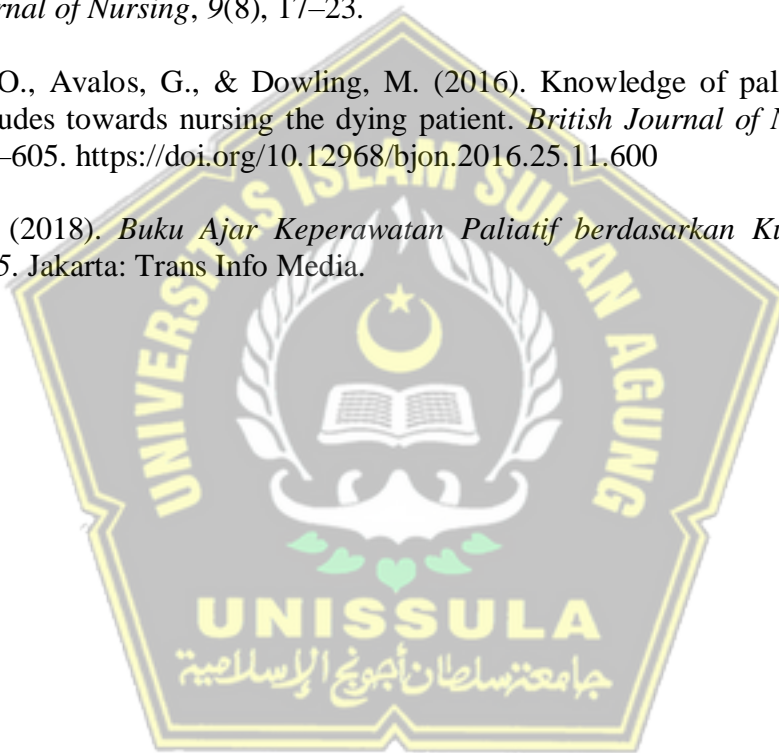 rnal of Nursing, 9(8), 17–23.
O., Avalos, G., & Dowling, M. (2016). Knowledge of pal
udes towards nursing the dying patient. British Journal of N
–605. https://doi.org/10.12968/bjon.2016.25.11.600
(2018). Buku Ajar Keperawatan Paliatif berdasarkan Ku
5. Jakarta: Trans Info Media.
UNIVERSITAS ISLAM SULTAN AGUNG
UNISSULA
جامعتنسلطان أجونج الإسلامية